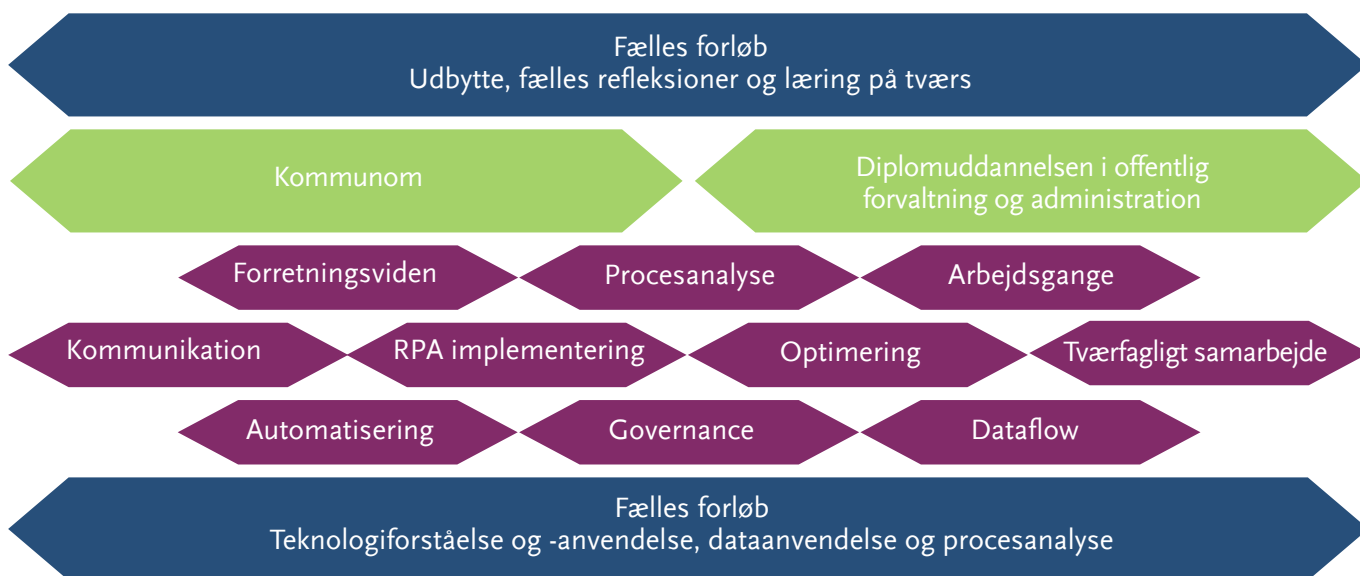 Fælles forløb
Udbytte, fælles refleksioner og læring på tværs
Kommunom
Diplomuddannelsen i offentlig
forvaltning og administration
Forretningsviden
Procesanalyse
Arbejdsgange
Kommunikation
RPA implementering
Optimering
Tværfagligt samarbejde
Automatisering
Governance
Dataflow
Fælles forløb
Teknologiforståelse og -anvendelse, dataanvendelse og procesanalyse